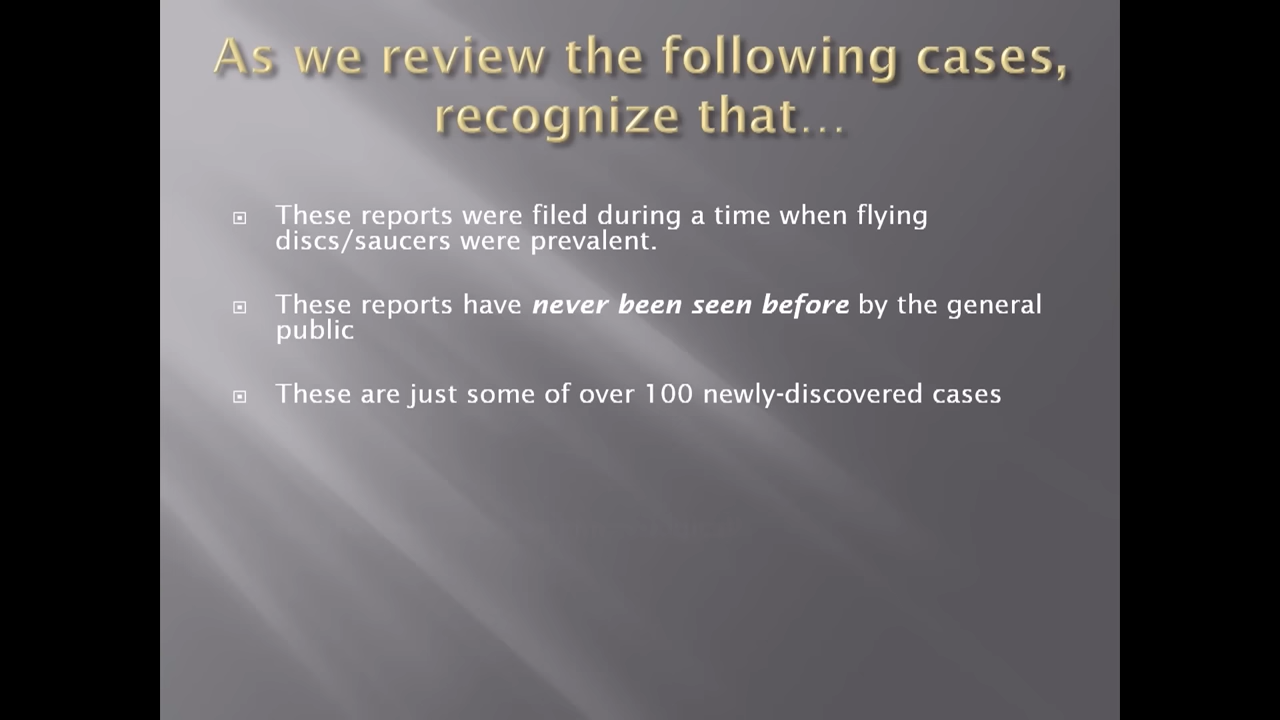 As we review the following cases,
recognize that...
These reports were filed during a time when flying
discs/saucers were prevalent.
These reports have never been seen before by the general
public
These are just some of over 100 newly-discovered cases